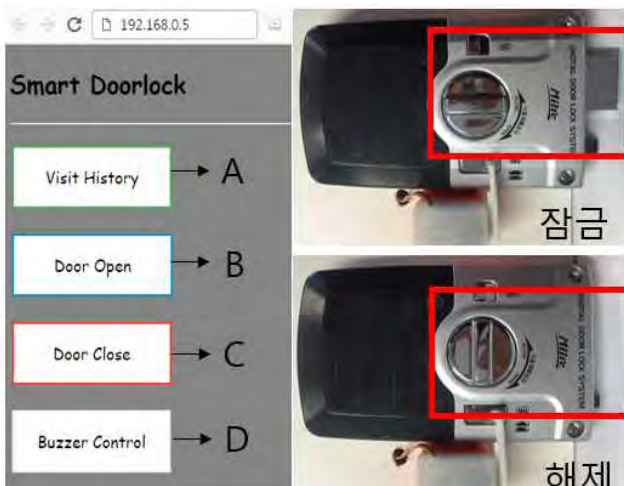 192.168.0.5
Smart Doorlock
Visit History
A
Door Open
B
Door Close
C
Buzzer Control
D
Milre
DIGITAL DOOR LOCK SYSTEM
잠금
Milre
DIGITAL DOOR LOCK SYSTEM
해제